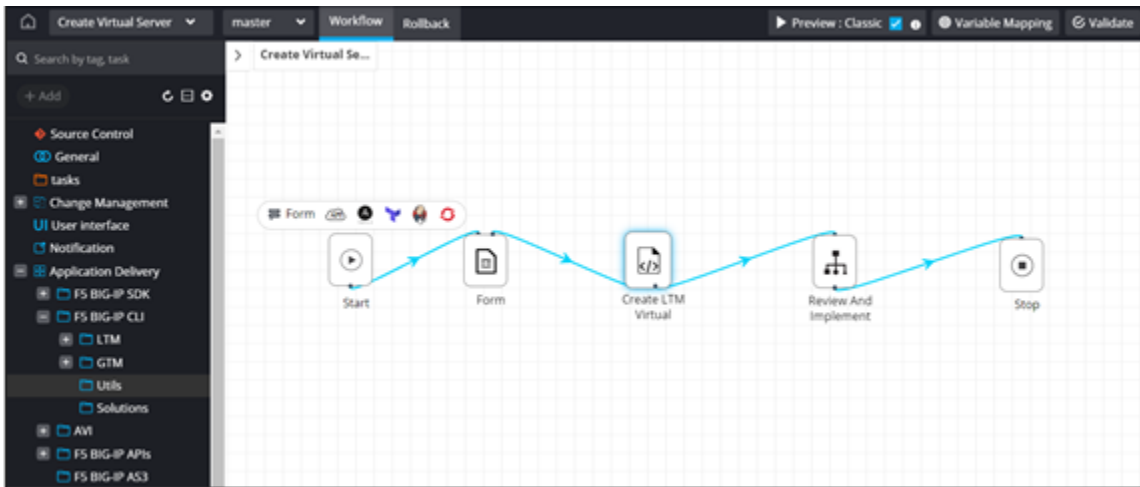 Create Virtual Server
master
Workflow
Rollback
Preview : Classic
Variable Mapping
Validate
Search by tag, task
+ Add
Source Control
General
tasks
Change Management
UI User interface
Notification
Application Delivery
F5 BIG-IP SDK
F5 BIG-IP CLI
LTM
GTM
Utils
Solutions
AVI
F5 BIG-IP APIs
F5 BIG-IP AS3
Create Virtual Se...
Form
Start
Form
Create LTM
Virtual
Review And
Implement
Stop